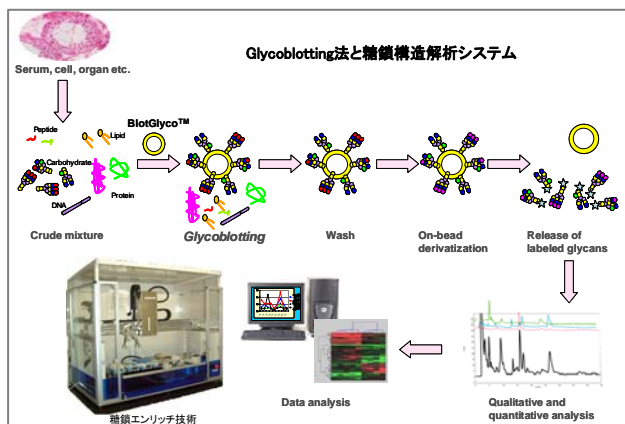 Glycoblotting法と糖鎖構造解析システム
Serum, cell, organ etc.
Peptide
Lipid
BlotGlyco™
Carbohydrate
Protein
DNA
Crude mixture
Glycoblotting
Wash
On-bead
derivatization
Release of
labeled glycans
Data analysis
Qualitative and
quantitative analysis
糖鎖エンリッチ技術